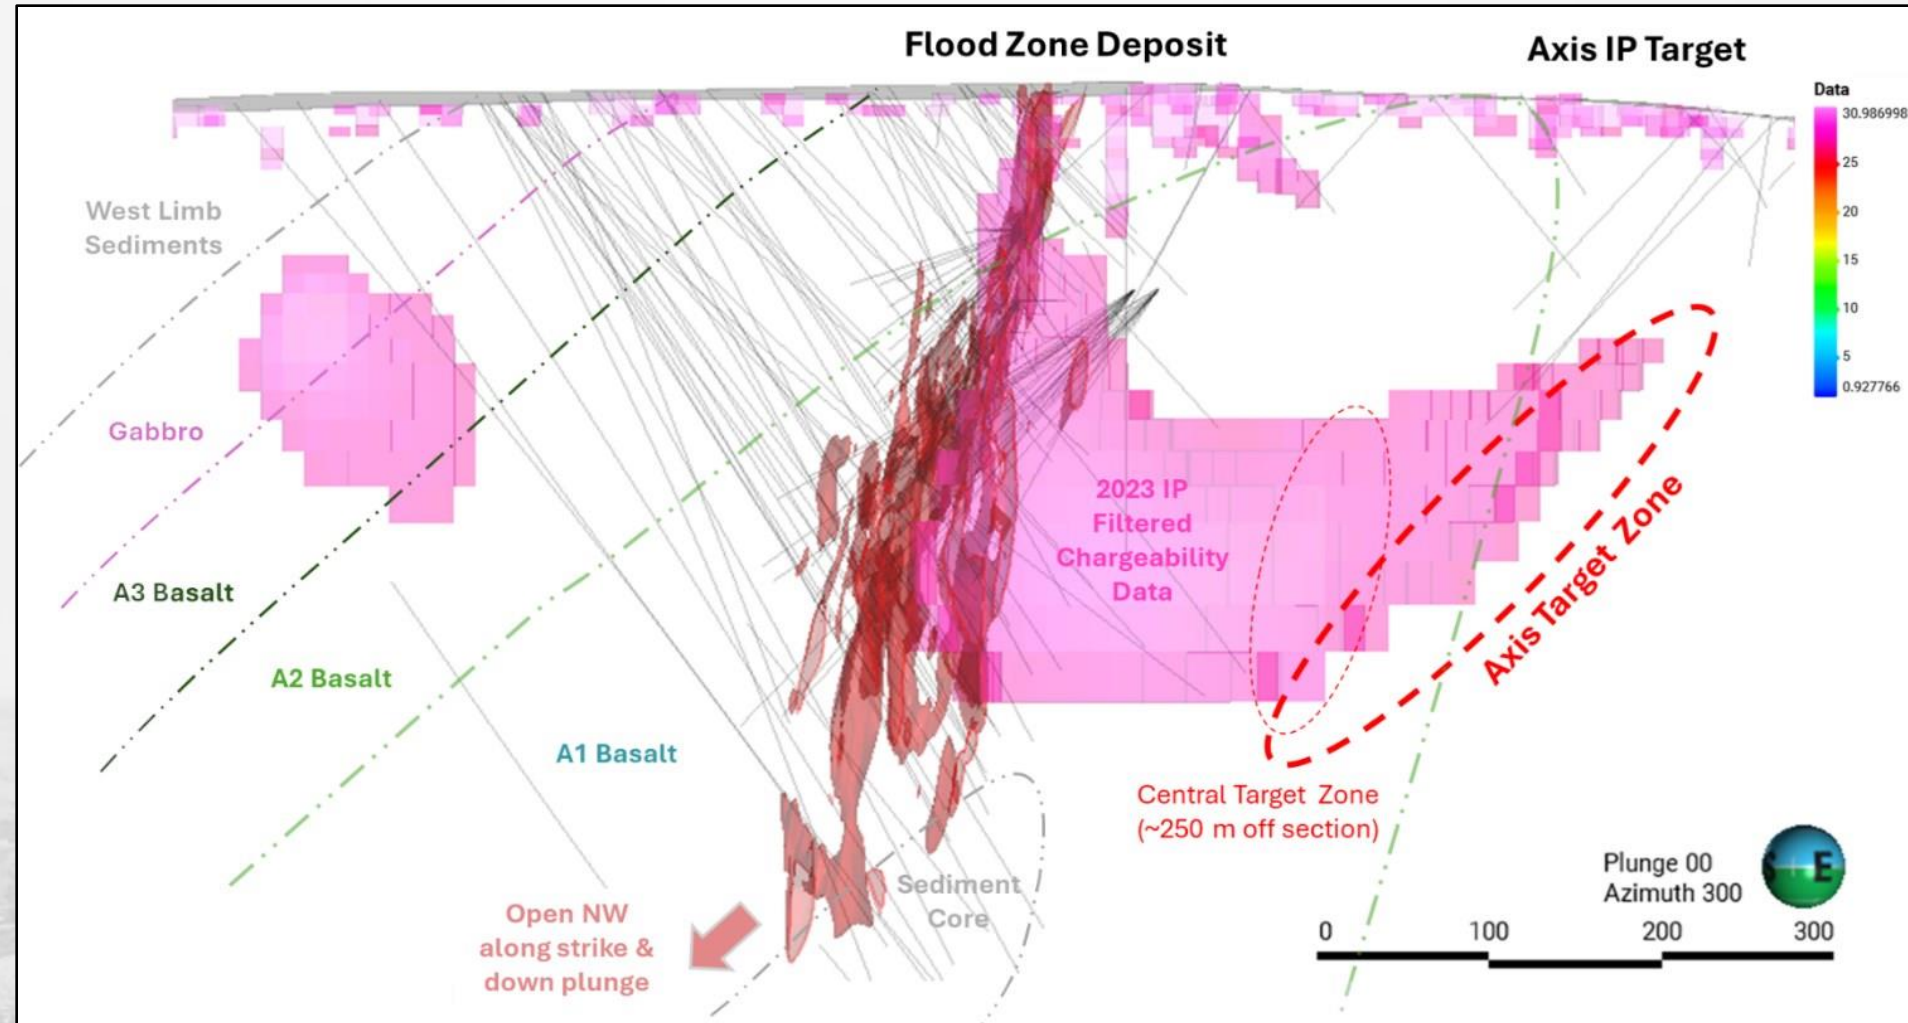 Flood Zone Deposit
Axis IP Target
Data
30.986998
25
20
15
10
5
0.927766
West Limb
Sediments
Gabbro
A3 Basalt
A2 Basalt
A1 Basalt
2023 IP
Filtered
Chargeability
Data
Axis Target Zone
Central Target Zone
(~250 m off section)
Sediment
Core
Open NW
along strike &
down plunge
Plunge 00
Azimuth 300
S
E
0
100
200
300